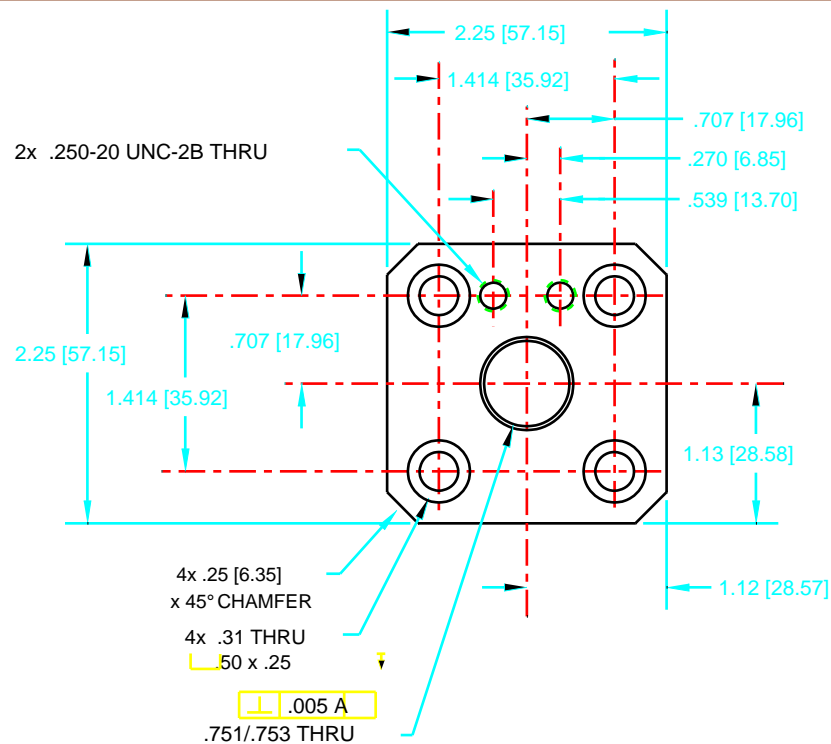 2.25 [57.15]
1.414 [35.92]
.707 [17.96]
2x .250-20 UNC-2B THRU
.270 [6.85]
.539 [13.70]
.707 [17.96]
2.25 [57.15]
1.414 [35.92]
1.13 [28.58]
4x .25 [6.35]
x 45° CHAMFER
1.12 [28.57]
4x .31 THRU
⌴.50 x .25 ↧
⊥ .005 A
.751/.753 THRU